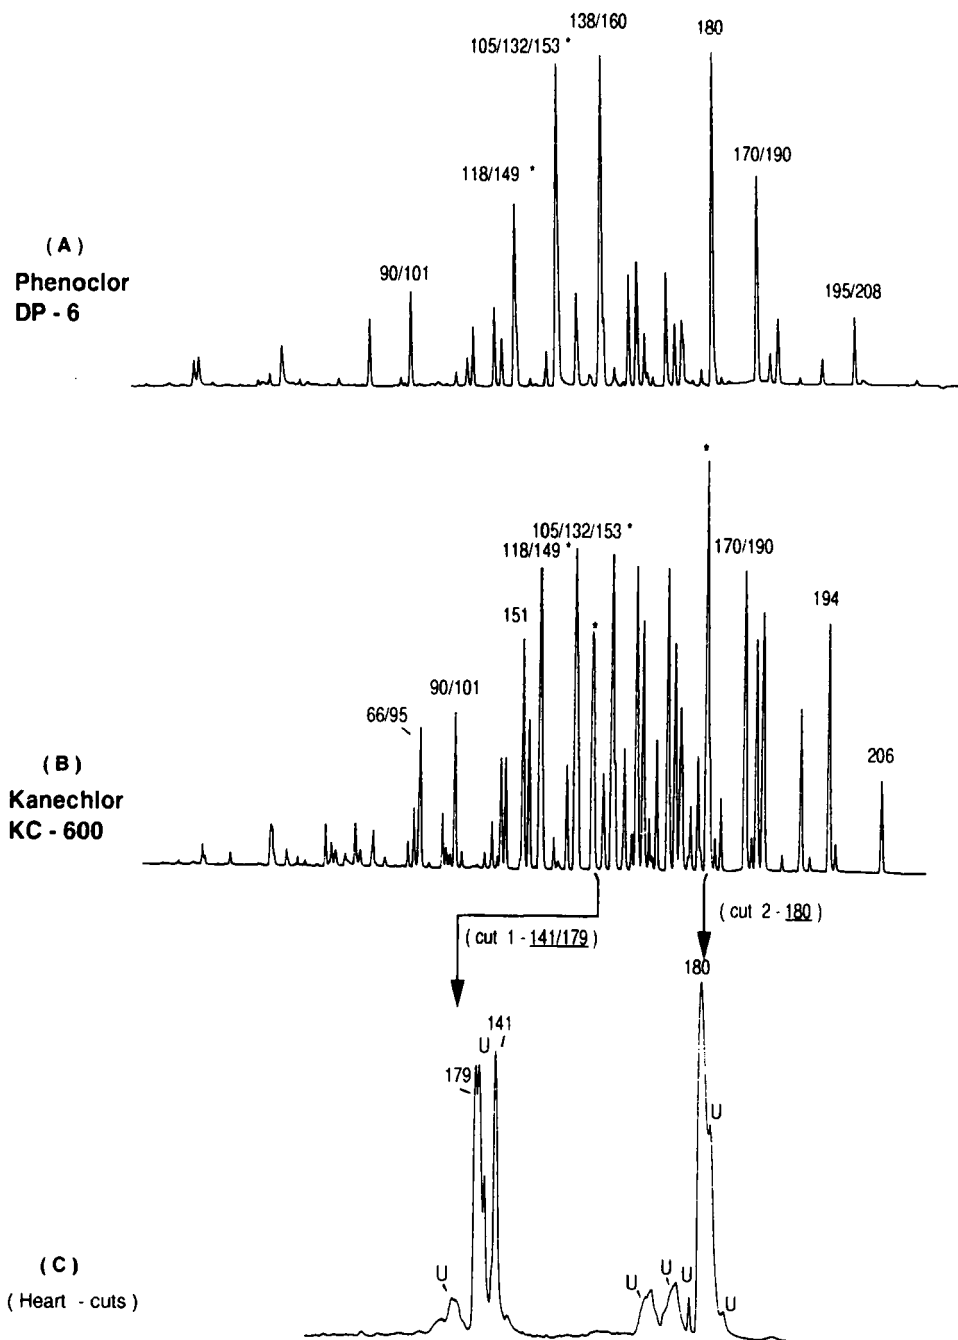 138/160
180
105/132/153 *
170/190
118/149 *
( A )
Phenoclor
DP - 6
90/101
195/208
*
105/132/153 *
118/149 *
170/190
151
*
194
90/101
66/95
( B )
Kanechlor
KC - 600
206
( cut 1 - 141/179 )
( cut 2 - 180 )
180
141
U
179
U
U
U
U
U
U
( C )
( Heart - cuts )